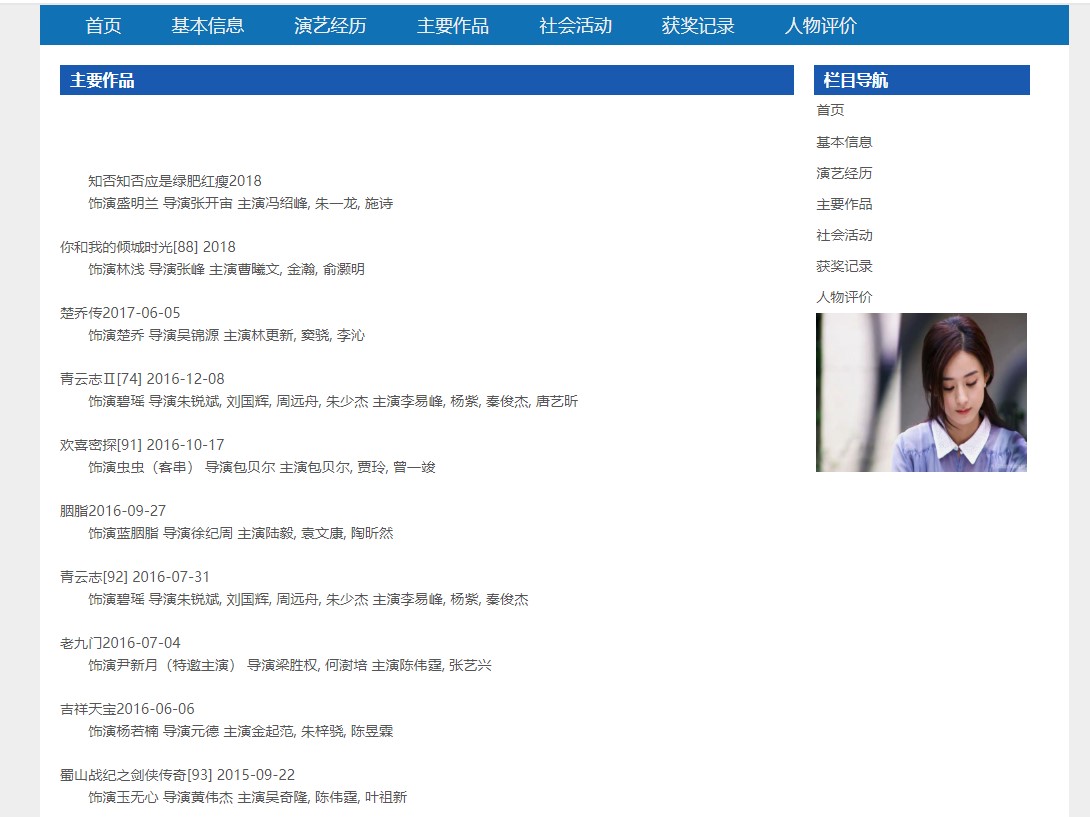 首页 基本信息 演艺经历 主要作品 社会活动 获奖记录 人物评价
主要作品
知否知否应是绿肥红瘦2018
饰演盛明兰 导演张开宙 主演冯绍峰, 朱一龙, 施诗
你和我的倾城时光[88] 2018
饰演林浅 导演张峰 主演曹曦文, 金瀚, 俞灏明
楚乔传2017-06-05
饰演楚乔 导演吴锦源 主演林更新, 窦骁, 李沁
青云志Ⅱ[74] 2016-12-08
饰演碧瑶 导演朱锐斌, 刘国辉, 周远舟, 朱少杰 主演李易峰, 杨紫, 秦俊杰, 唐艺昕
欢喜密探[91] 2016-10-17
饰演虫虫（客串） 导演包贝尔 主演包贝尔, 贾玲, 曾一竣
胭脂2016-09-27
饰演蓝胭脂 导演徐纪周 主演陆毅, 袁文康, 陶昕然
青云志[92] 2016-07-31
饰演碧瑶 导演朱锐斌, 刘国辉, 周远舟, 朱少杰 主演李易峰, 杨紫, 秦俊杰
老九门2016-07-04
饰演尹新月（特邀主演） 导演梁胜权, 何澍培 主演陈伟霆, 张艺兴
吉祥天宝2016-06-06
饰演杨若楠 导演元德 主演金起范, 朱梓骁, 陈昱霖
蜀山战纪之剑侠传奇[93] 2015-09-22
饰演玉无心 导演黄伟杰 主演吴奇隆, 陈伟霆, 叶祖新
栏目导航
首页
基本信息
演艺经历
主要作品
社会活动
获奖记录
人物评价